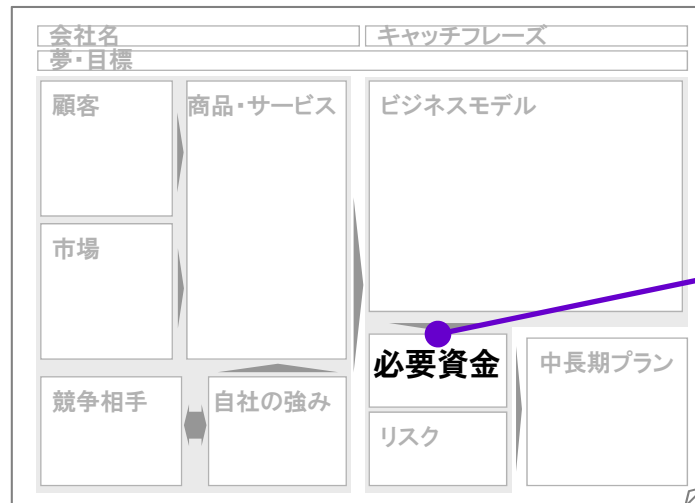 会社名
キャッチフレーズ
夢・目標
顧客
商品・サービス
ビジネスモデル
市場
必要資金
中長期プラン
競争相手
自社の強み
リスク